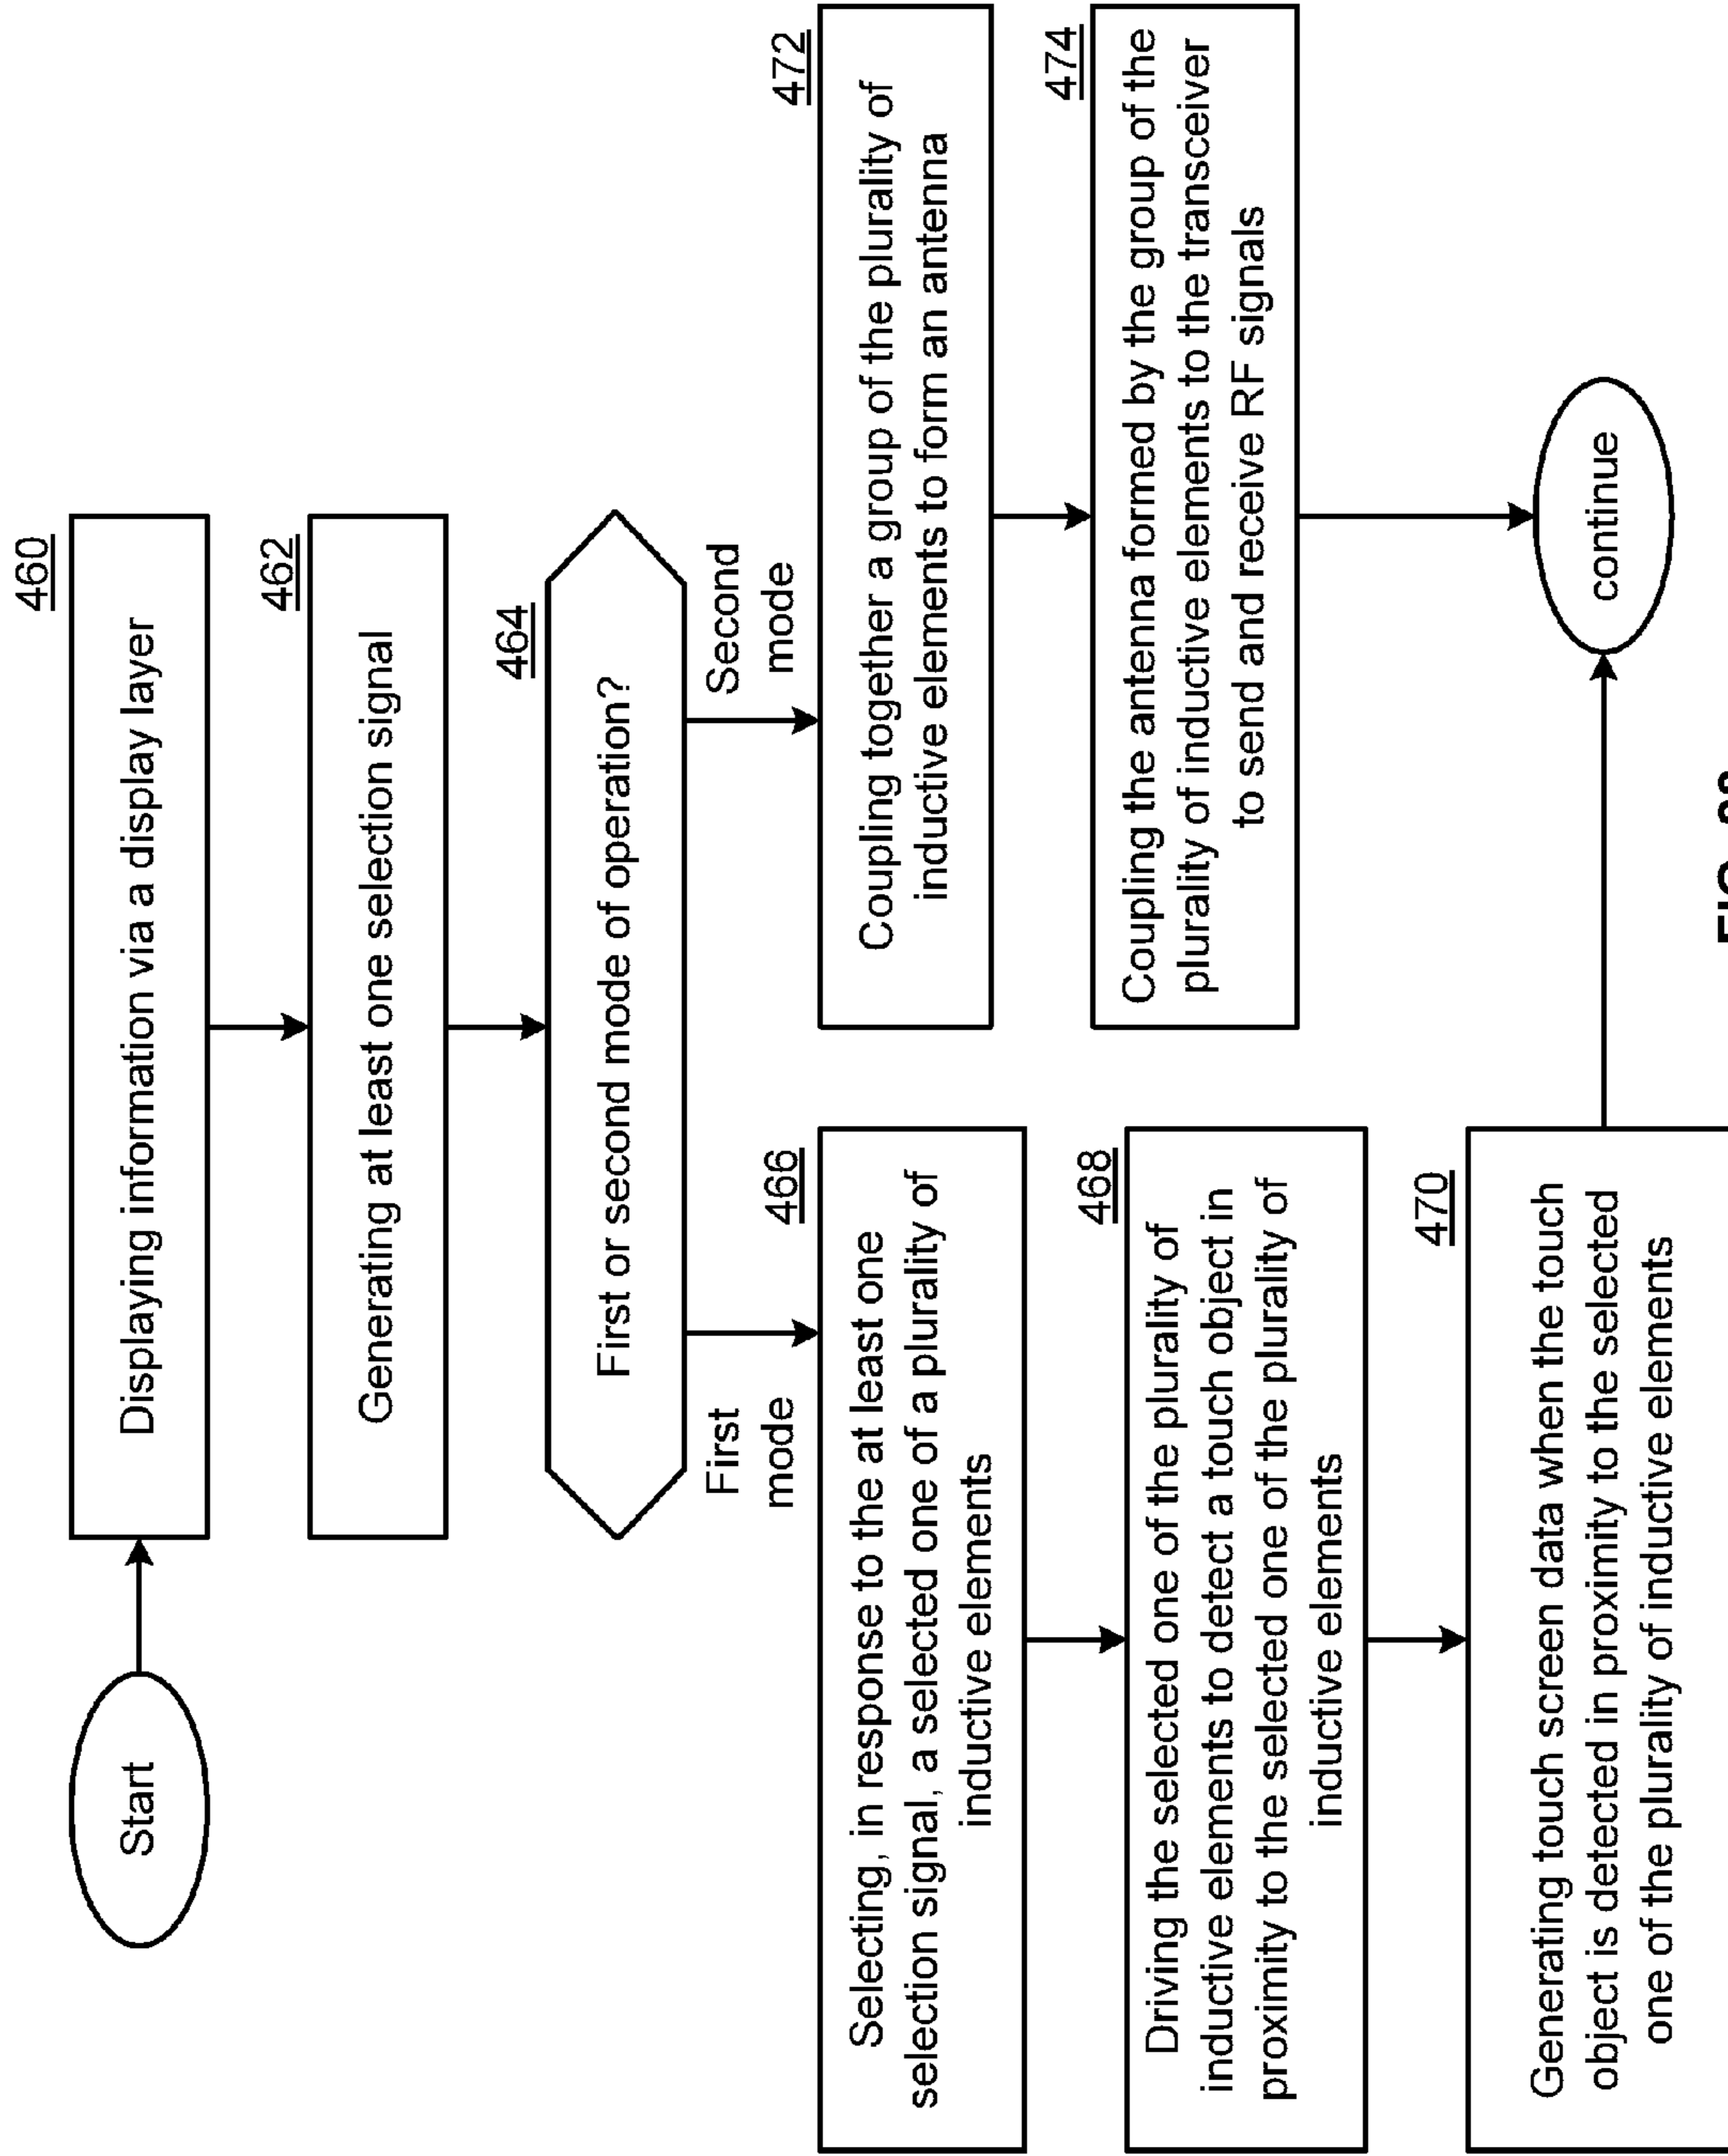 Start
460
Displaying information via a display layer
462
Generating at least one selection signal
464
First or second mode of operation?
First
mode
Second
mode
466
Selecting, in response to the at least one
selection signal, a selected one of a plurality of
inductive elements
468
Driving the selected one of the plurality of
inductive elements to detect a touch object in
proximity to the selected one of the plurality of
inductive elements
470
Generating touch screen data when the touch
object is detected in proximity to the selected
one of the plurality of inductive elements
472
Coupling together a group of the plurality of
inductive elements to form an antenna
474
Coupling the antenna formed by the group of the
plurality of inductive elements to the transceiver
to send and receive RF signals
continue
FIG.